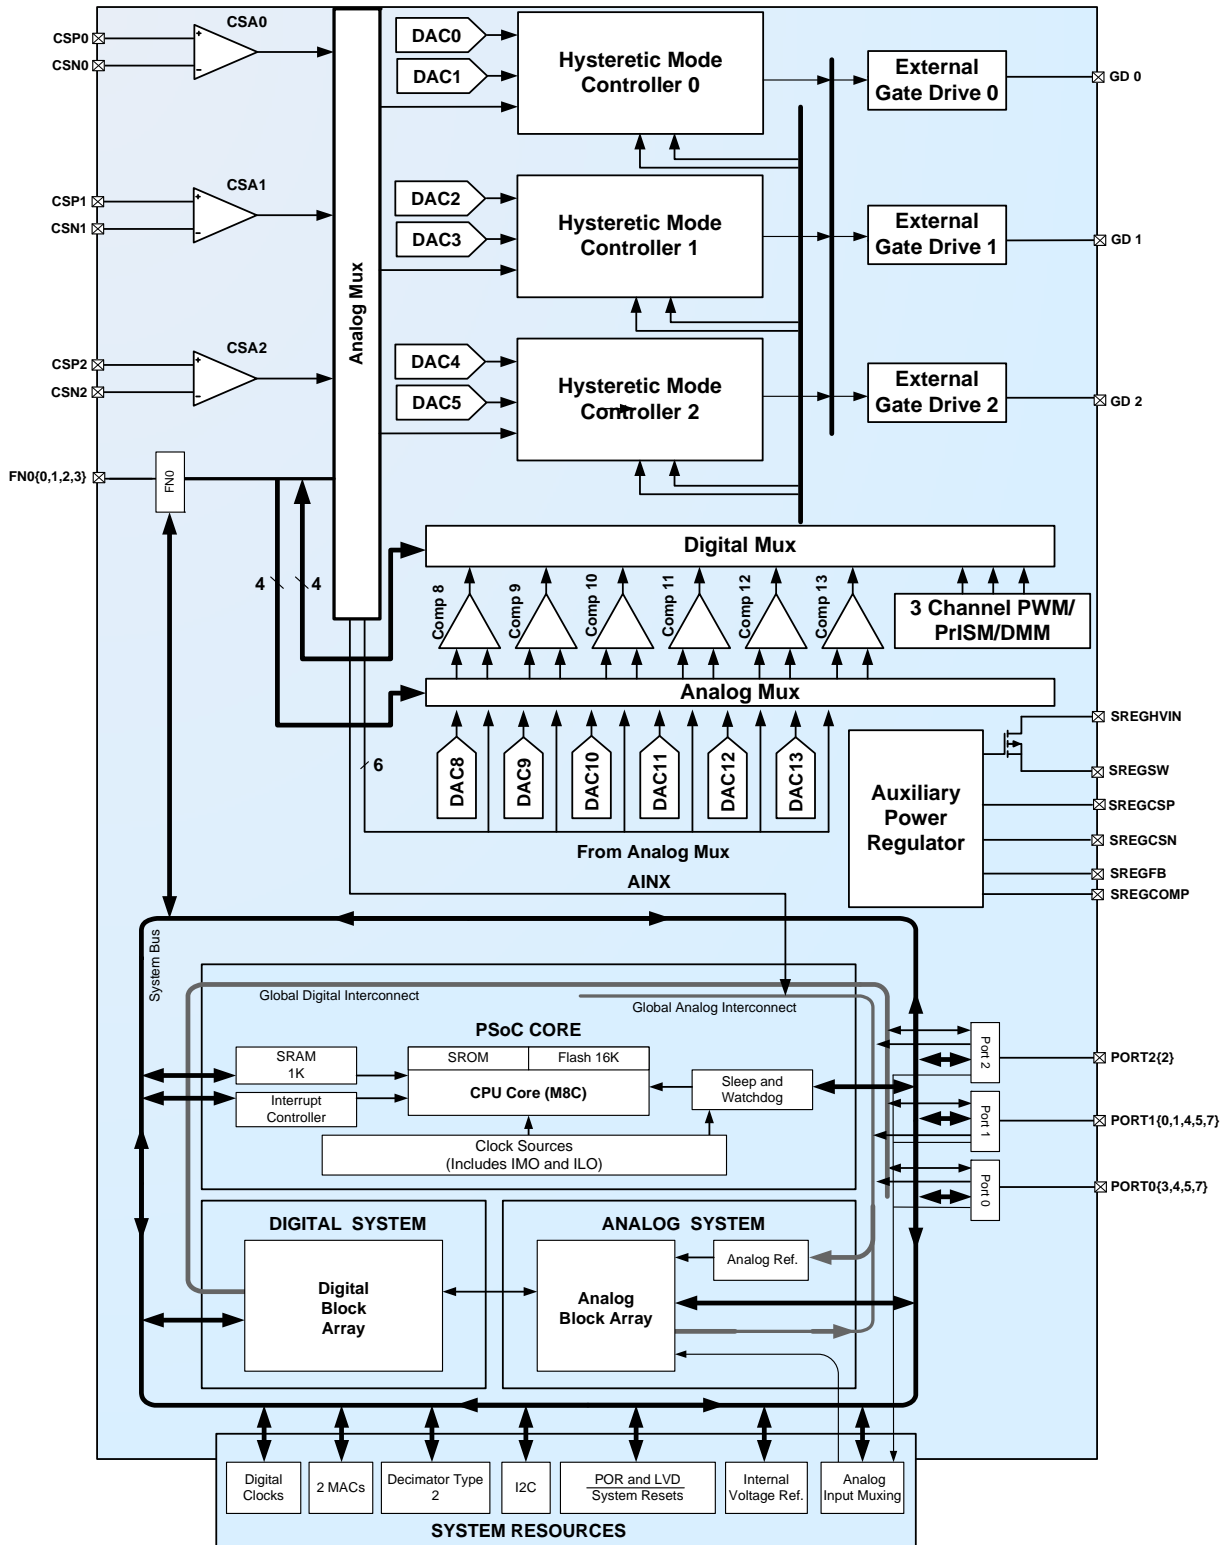 CSP0
CSN0
CSA0
+
-
DAC0
DAC1
Hysteretic Mode
Controller 0
External
Gate Drive 0
GD 0
CSP1
CSN1
CSA1
+
-
DAC2
DAC3
Hysteretic Mode
Controller 1
External
Gate Drive 1
GD 1
Analog Mux
CSP2
CSN2
CSA2
+
-
DAC4
DAC5
Hysteretic Mode
Controller 2
External
Gate Drive 2
GD 2
FN0{0,1,2,3}
FN0
4
4
Digital Mux
Comp 8
Comp 9
Comp 10
Comp 11
Comp 12
Comp 13
3 Channel PWM/
PrISM/DMM
Analog Mux
6
DAC8
DAC9
DAC10
DAC11
DAC12
DAC13
From Analog Mux
AINX
Auxiliary
Power
Regulator
SREGHVIN
SREGSW
SREGCSP
SREGCSN
SREGFB
SREGCOMP
System Bus
Global Digital Interconnect
Global Analog Interconnect
PSoC CORE
SRAM
1K
Interrupt
Controller
SROM
Flash 16K
CPU Core (M8C)
Sleep and
Watchdog
Clock Sources
(Includes IMO and ILO)
Port 2
PORT2{2}
Port 1
PORT1{0,1,4,5,7}
Port 0
PORT0{3,4,5,7}
DIGITAL SYSTEM
Digital
Block
Array
ANALOG SYSTEM
Analog
Block Array
Analog Ref.
Digital
Clocks
2 MACs
Decimator Type
2
I2C
POR and LVD
System Resets
Internal
Voltage Ref.
Analog
Input Muxing
SYSTEM RESOURCES